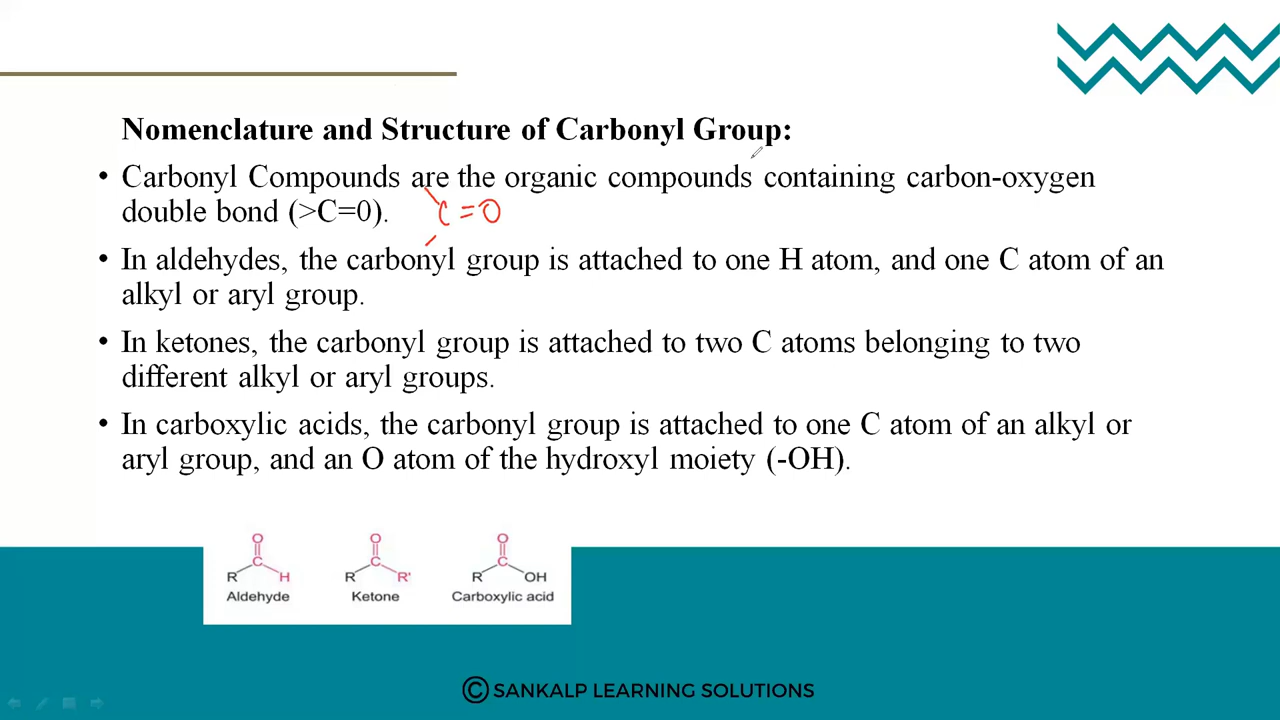 Nomenclature and Structure of Carbonyl Group:
• Carbonyl Compounds are the organic compounds containing carbon-oxygen
double bond (>C=0).
C=O
• In aldehydes, the carbonyl group is attached to one H atom, and one C atom of an
alkyl or aryl group.
• In ketones, the carbonyl group is attached to two C atoms belonging to two
different alkyl or aryl groups.
• In carboxylic acids, the carbonyl group is attached to one C atom of an alkyl or
aryl group, and an O atom of the hydroxyl moiety (-OH).
O
C
R H
Aldehyde
O
C
R R'
Ketone
O
C
R OH
Carboxylic acid
© SANKALP LEARNING SOLUTIONS